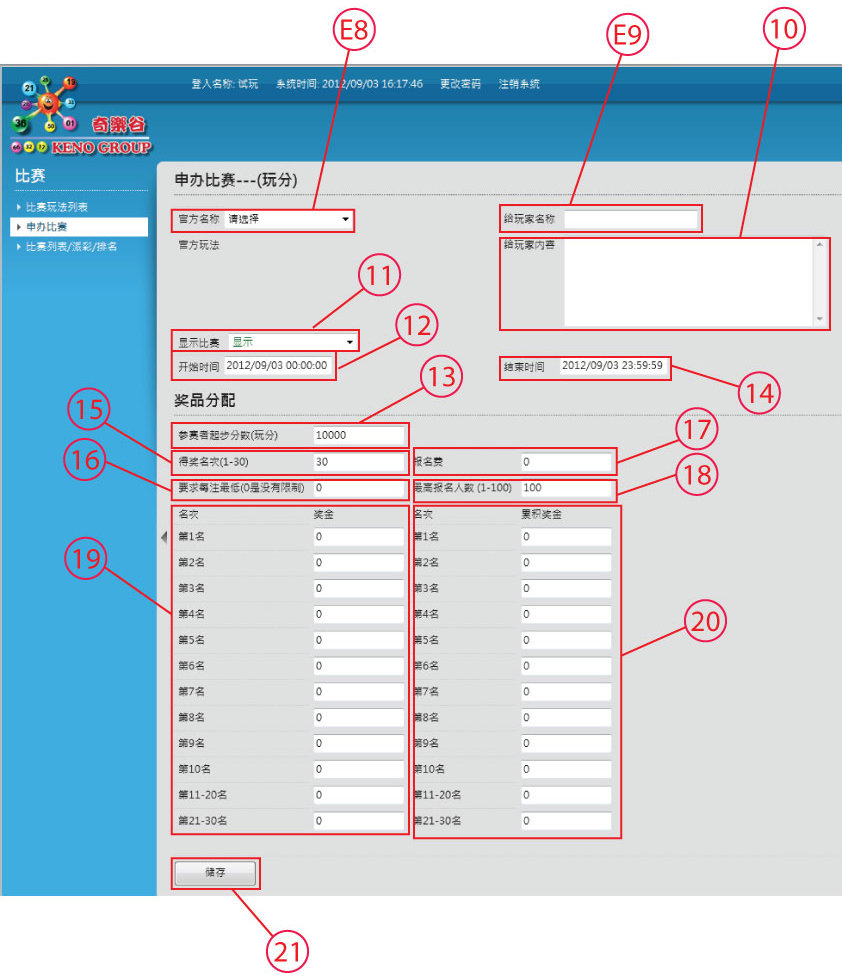 E8
E9
10
登入名称: 试玩 系统时间: 2012/09/03 16:17:46 更改密码 注销系统
21
19
36
50
01
奇樂谷
KENO GROUP
比赛
申办比赛---(玩分)
比赛玩法列表
申办比赛
比赛列表/派彩/排名
官方名称 请选择
给玩家名称
官方玩法
给玩家内容
11
12
显示比赛 显示
开始时间 2012/09/03 00:00:00
结束时间 2012/09/03 23:59:59
13
14
奖品分配
15
参赛者起步分数(玩分) 10000
17
得奖名次(1-30) 30
报名费 0
16
18
要求每注最低(0是没有限制) 0
最高报名人数 (1-100) 100
名次 奖金 名次 累积奖金
第1名 0 第1名 0
第2名 0 第2名 0
19
第3名 0 第3名 0
第4名 0 第4名 0
20
第5名 0 第5名 0
第6名 0 第6名 0
第7名 0 第7名 0
第8名 0 第8名 0
第9名 0 第9名 0
第10名 0 第10名 0
第11-20名 0 第11-20名 0
第21-30名 0 第21-30名 0
储存
21